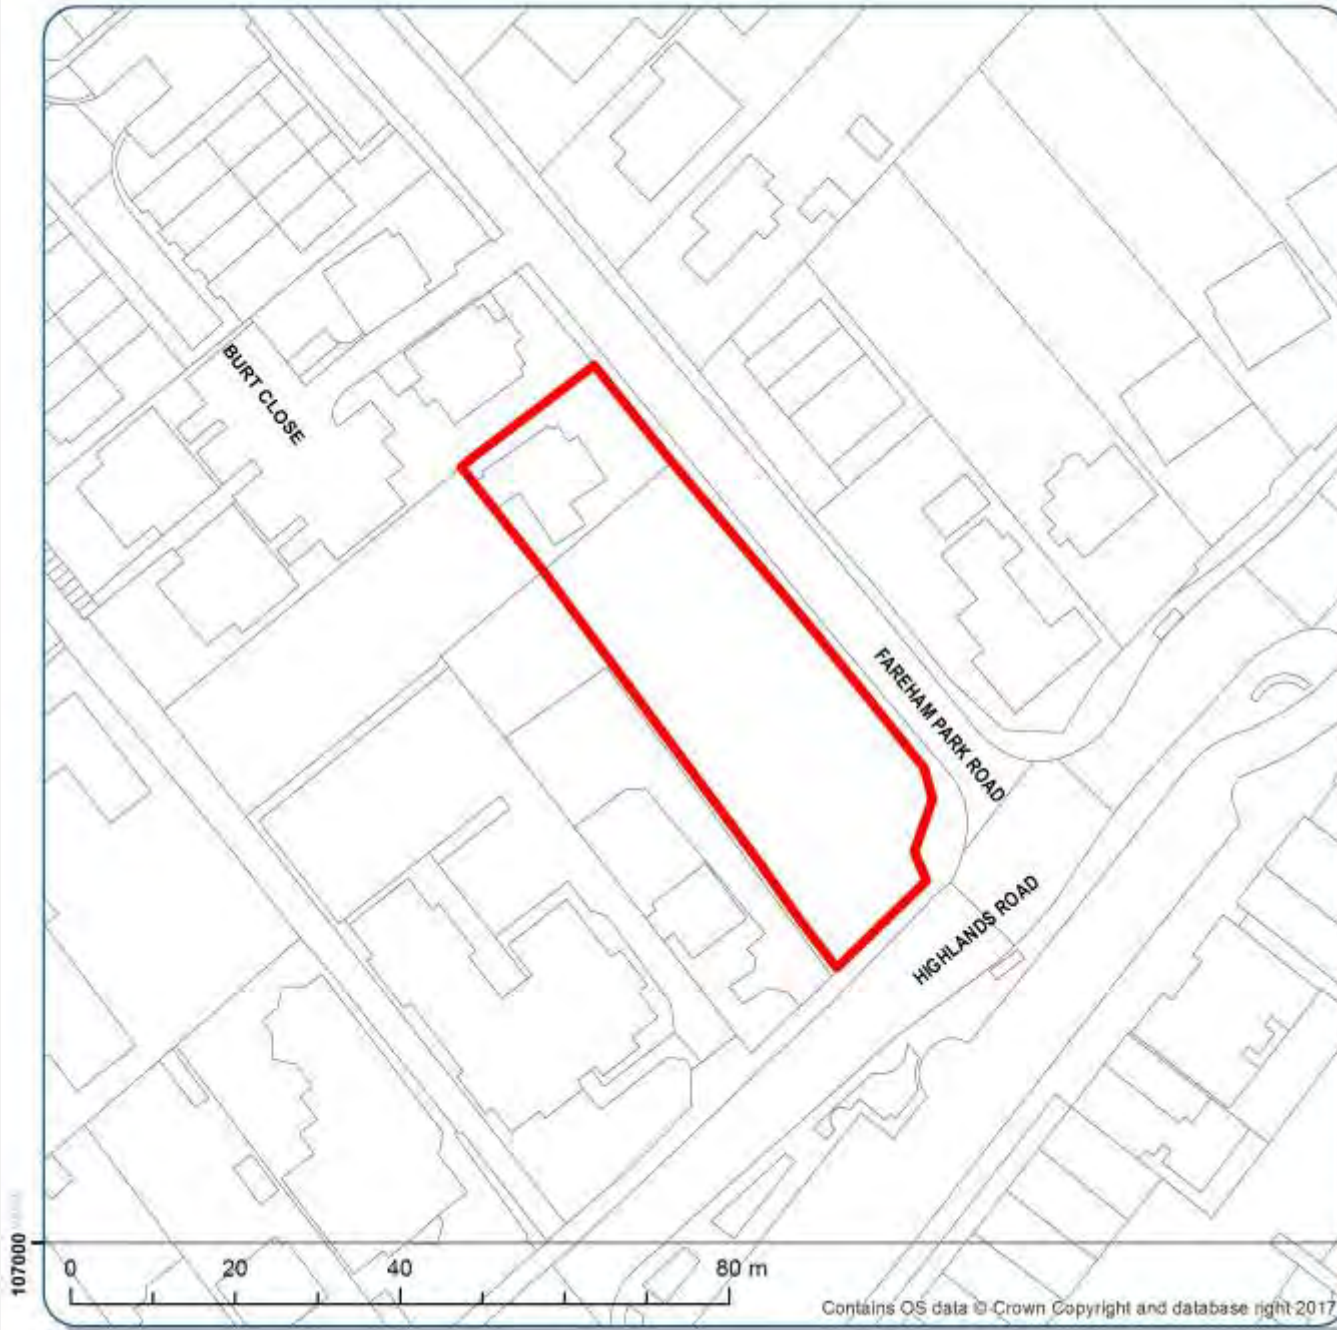 BURT CLOSE
FAREHAM PARK ROAD
HIGHLANDS ROAD
107000
0 20 40 80 m
Contains OS data © Crown Copyright and database right 2017